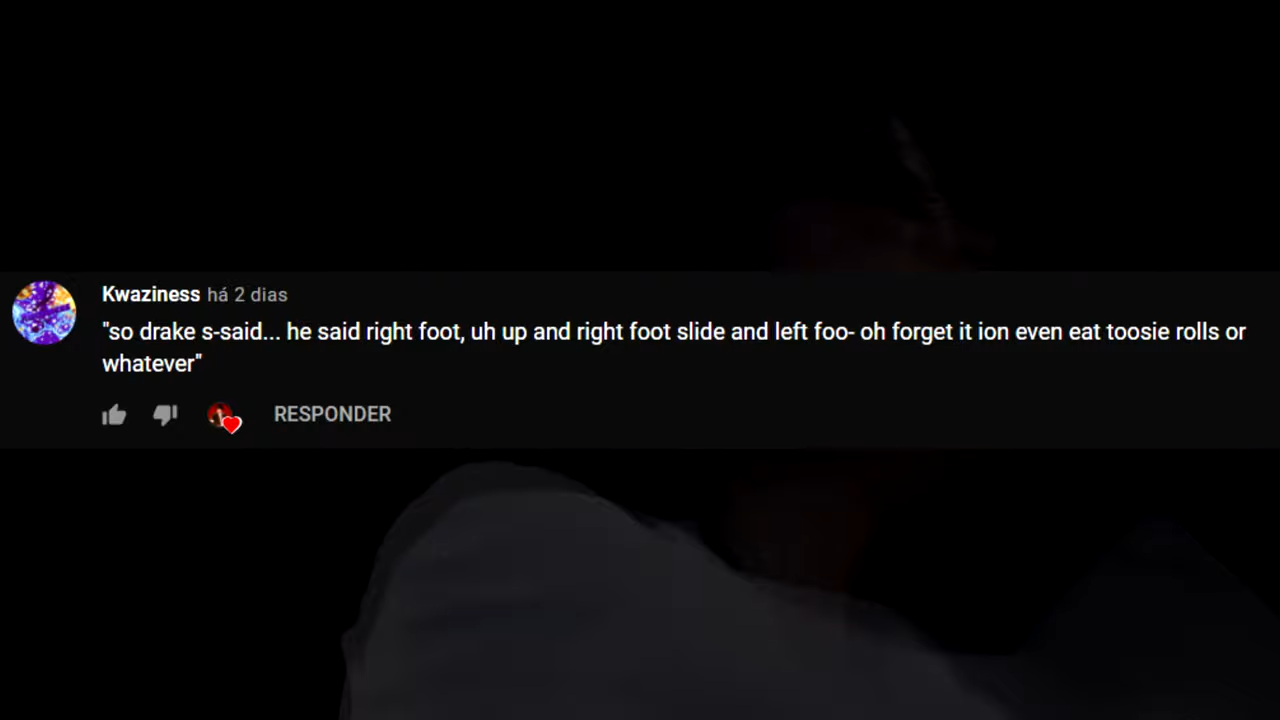 Kwaziness há 2 dias
"so drake s-said... he said right foot, uh up and right foot slide and left foo- oh forget it ion even eat toosie rolls or
whatever"
RESPONDER